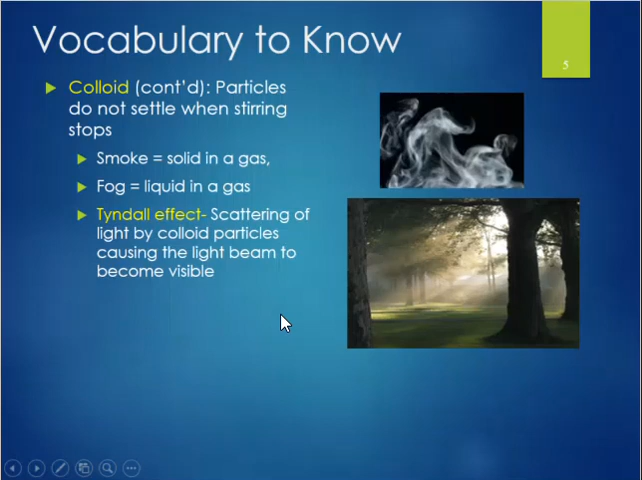 Vocabulary to Know
5
Colloid (cont'd): Particles
do not settle when stirring
stops
Smoke = solid in a gas,
Fog = liquid in a gas
Tyndall effect- Scattering of
light by colloid particles
causing the light beam to
become visible